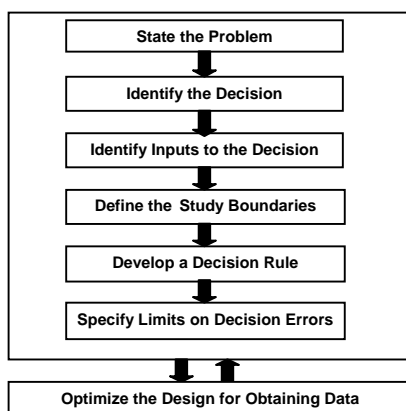 State the Problem
Identify the Decision
Identify Inputs to the Decision
Define the Study Boundaries
Develop a Decision Rule
Specify Limits on Decision Errors
Optimize the Design for Obtaining Data